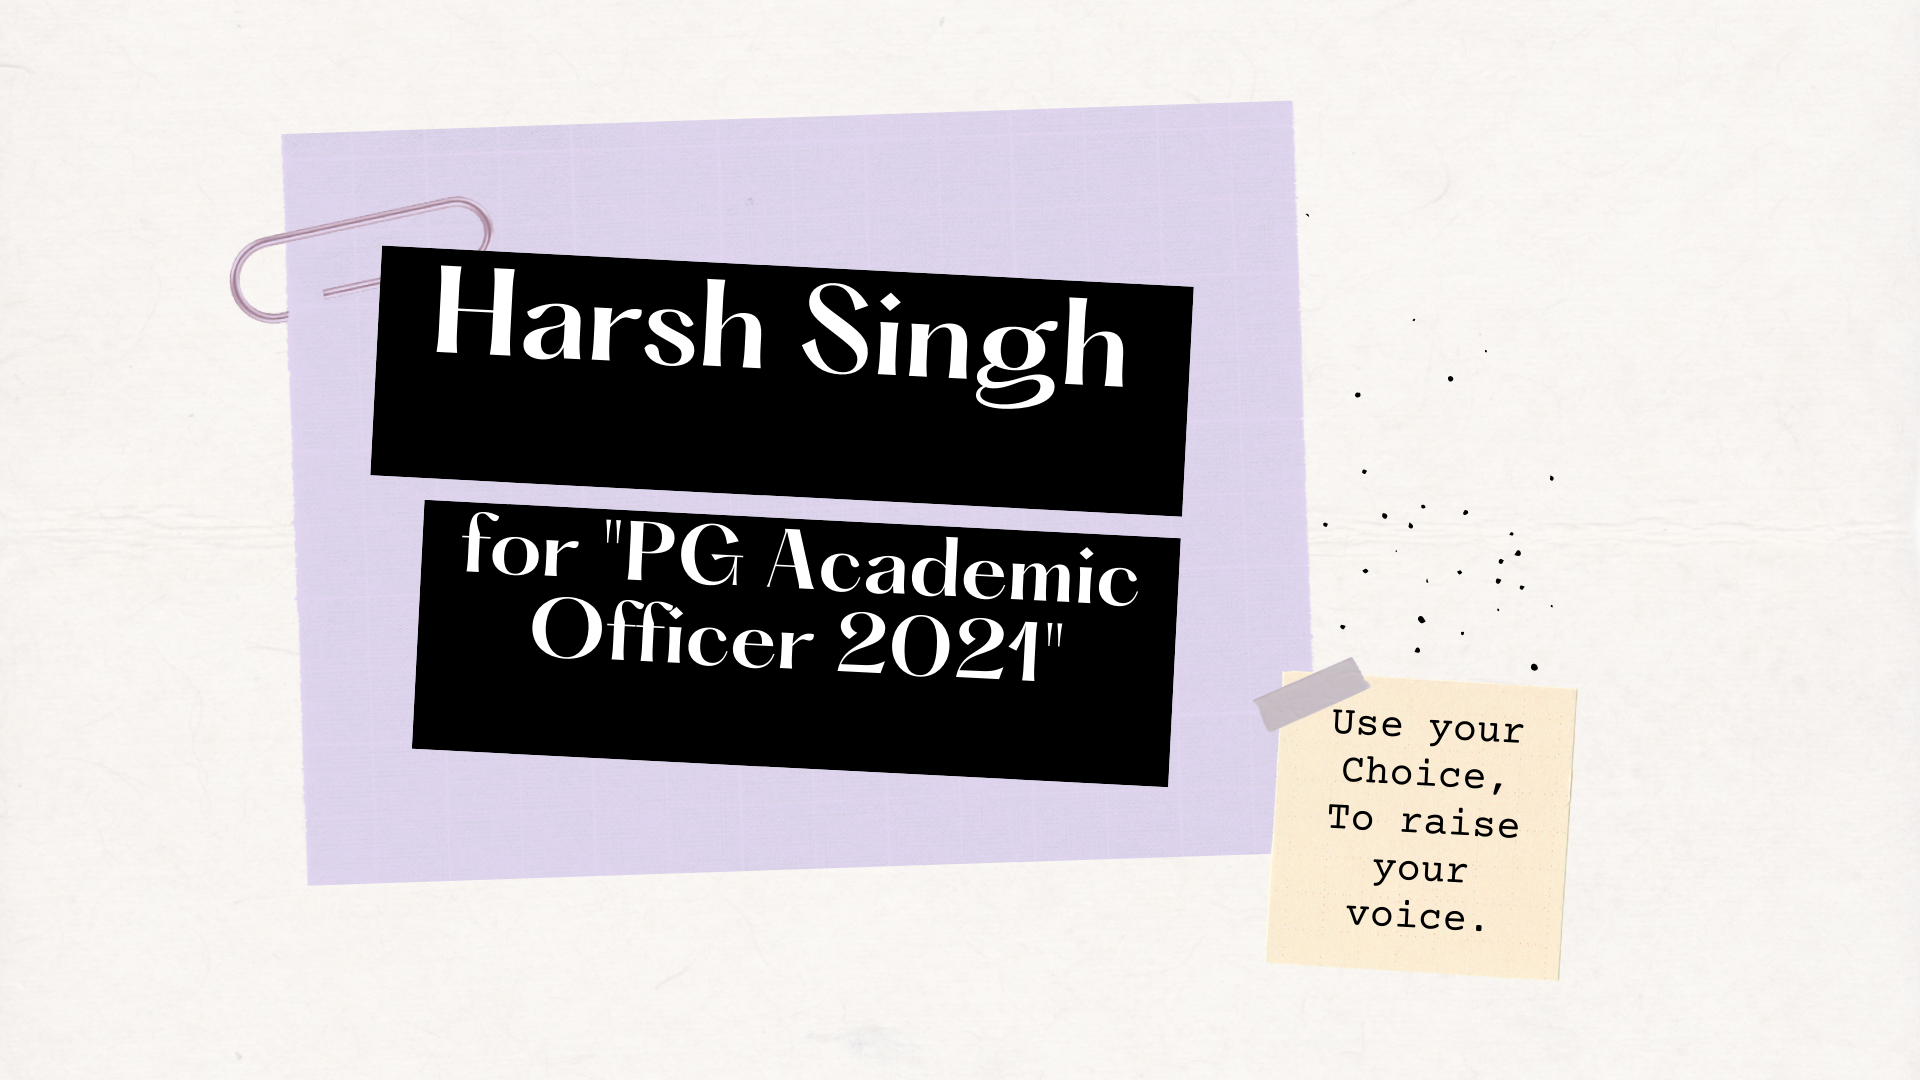 Harsh Singh
for "PG Academic
Officer 2021"
Use your
Choice,
To raise
your
voice.